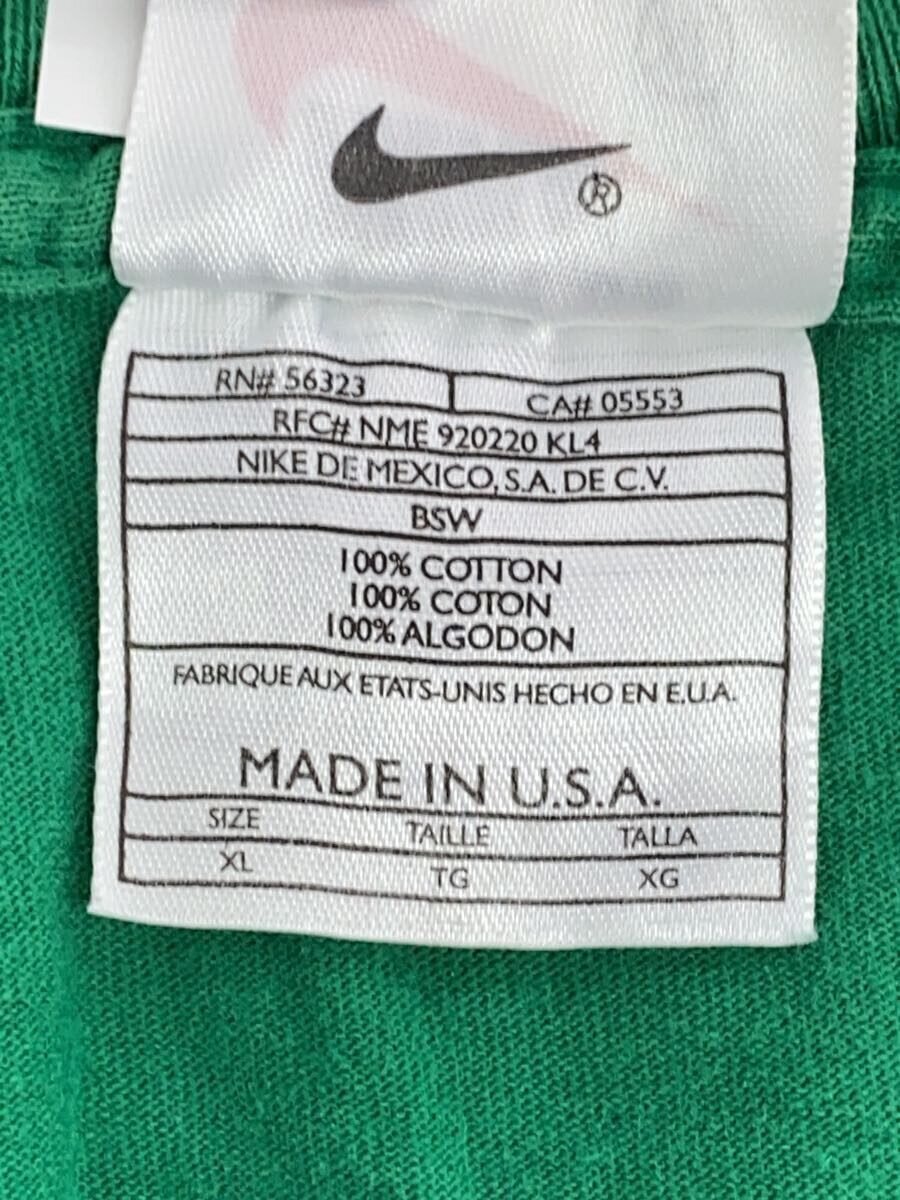 ®
RN# 56323 CA# 05553
RFC# NME 920220 KL4
NIKE DE MEXICO, S.A. DE C.V.
BSW
100% COTTON
100% COTON
100% ALGODON
FABRIQUE AUX ETATS-UNIS HECHO EN E.U.A.
MADE IN U.S.A.
SIZE TAILLE TALLA
XL TG XG